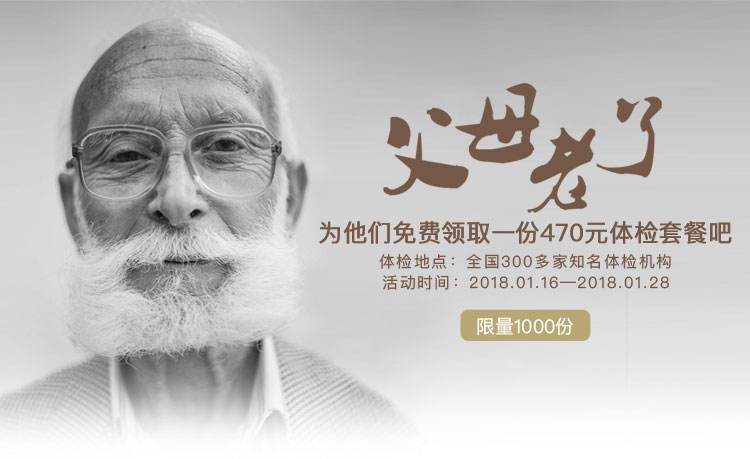 父母老了
为他们免费领取一份470元体检套餐吧
体检地点：全国300多家知名体检机构
活动时间：2018.01.16—2018.01.28
限量1000份